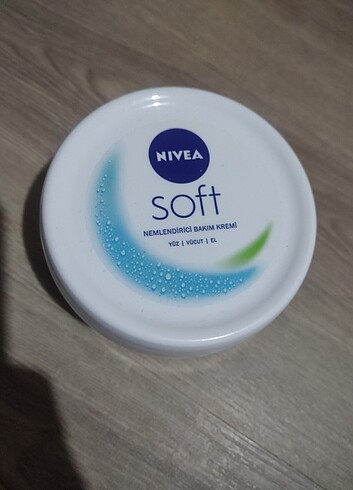 NIVEA
soft
NEMLENDİRİCİ BAKIM KREMİ
YÜZ | VÜCUT | EL